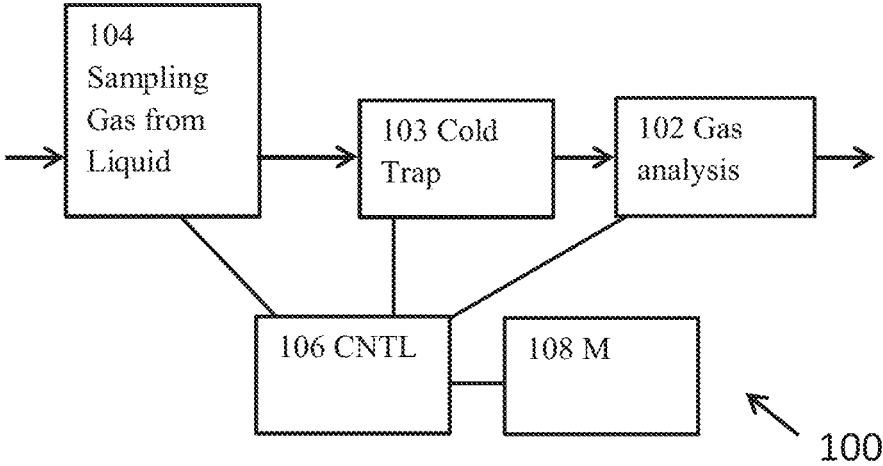 104
Sampling
Gas from
Liquid
103 Cold
Trap
102 Gas
analysis
106 CNTL
108 M
100